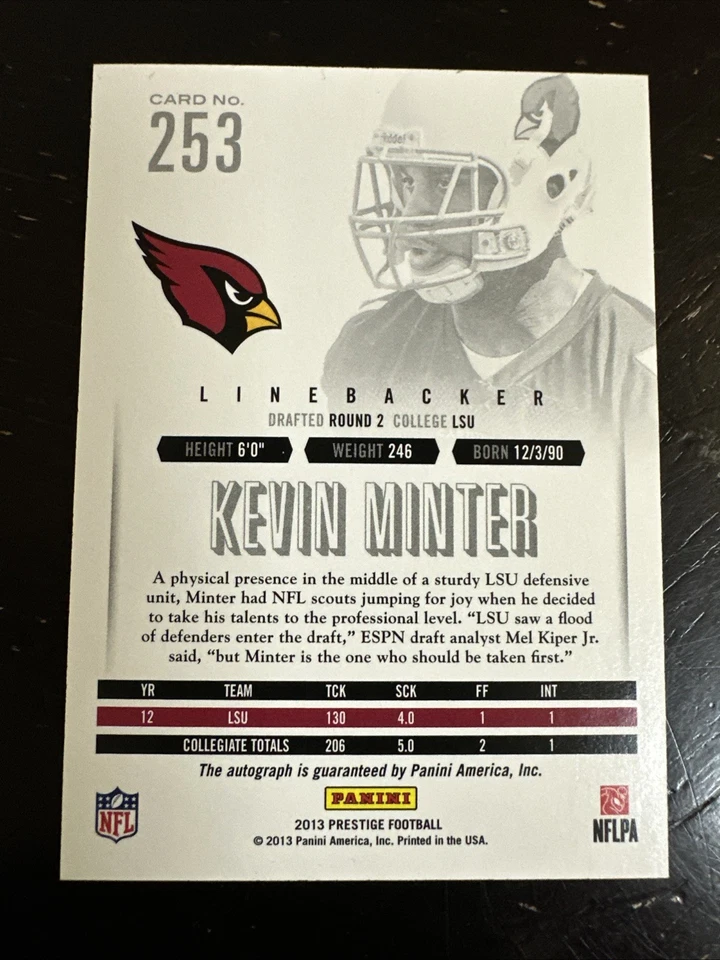 CARD No.
253
Riddell
LINEBACKER
DRAFTED ROUND 2 COLLEGE LSU
HEIGHT 6'0" WEIGHT 246 BORN 12/3/90
KEVIN MINTER
A physical presence in the middle of a sturdy LSU defensive
unit, Minter had NFL scouts jumping for joy when he decided
to take his talents to the professional level. “LSU saw a flood
of defenders enter the draft,” ESPN draft analyst Mel Kiper Jr.
said, “but Minter is the one who should be taken first.”
YR TEAM TCK SCK FF INT
12 LSU 130 4.0 1 1
COLLEGIATE TOTALS 206 5.0 2 1
The autograph is guaranteed by Panini America, Inc.
PANINI
NFL
2013 PRESTIGE FOOTBALL
NFLPA
© 2013 Panini America, Inc. Printed in the USA.